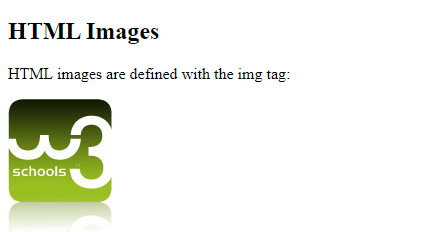 HTML Images
HTML images are defined with the img tag:
w3
schools